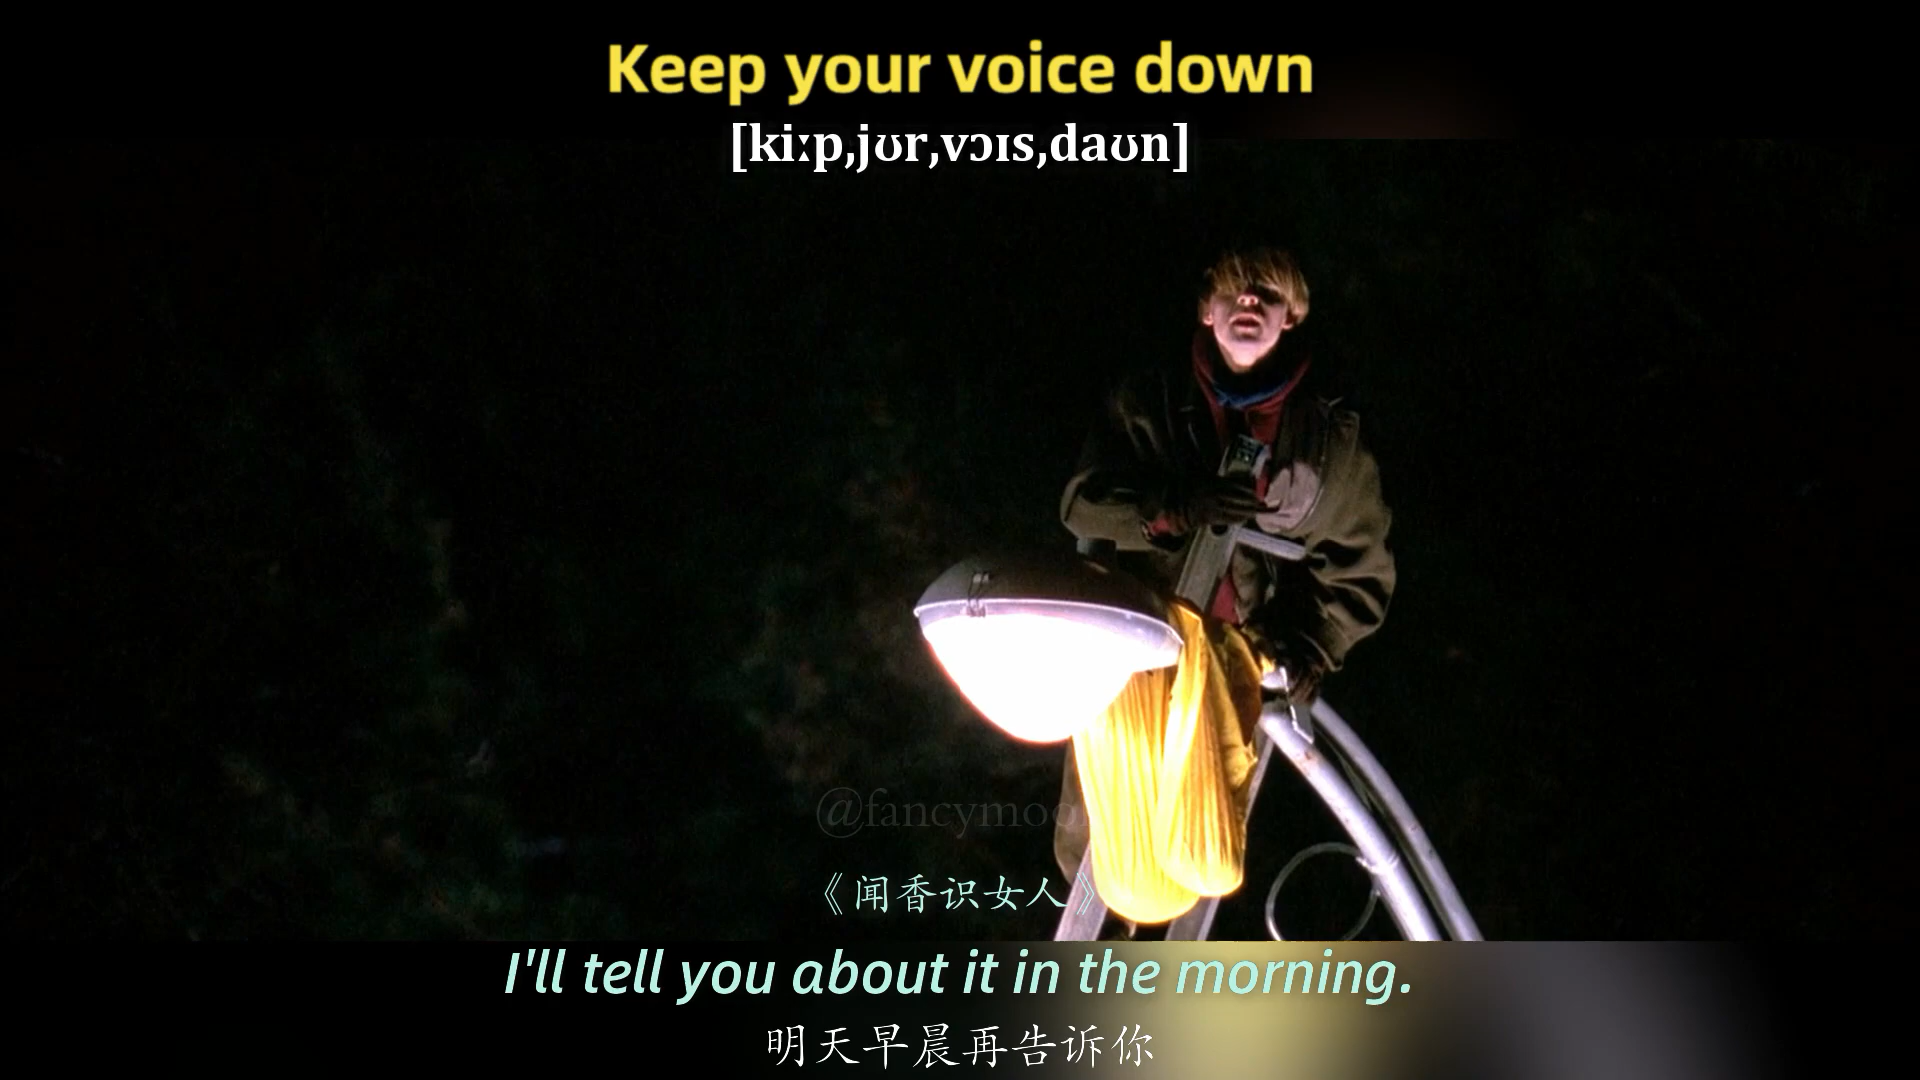 Keep your voice down
[kiːp,jʊr,vɔɪs,daʊn]
@fancymoo
《闻香识女人》
I'll tell you about it in the morning.
明天早晨再告诉你